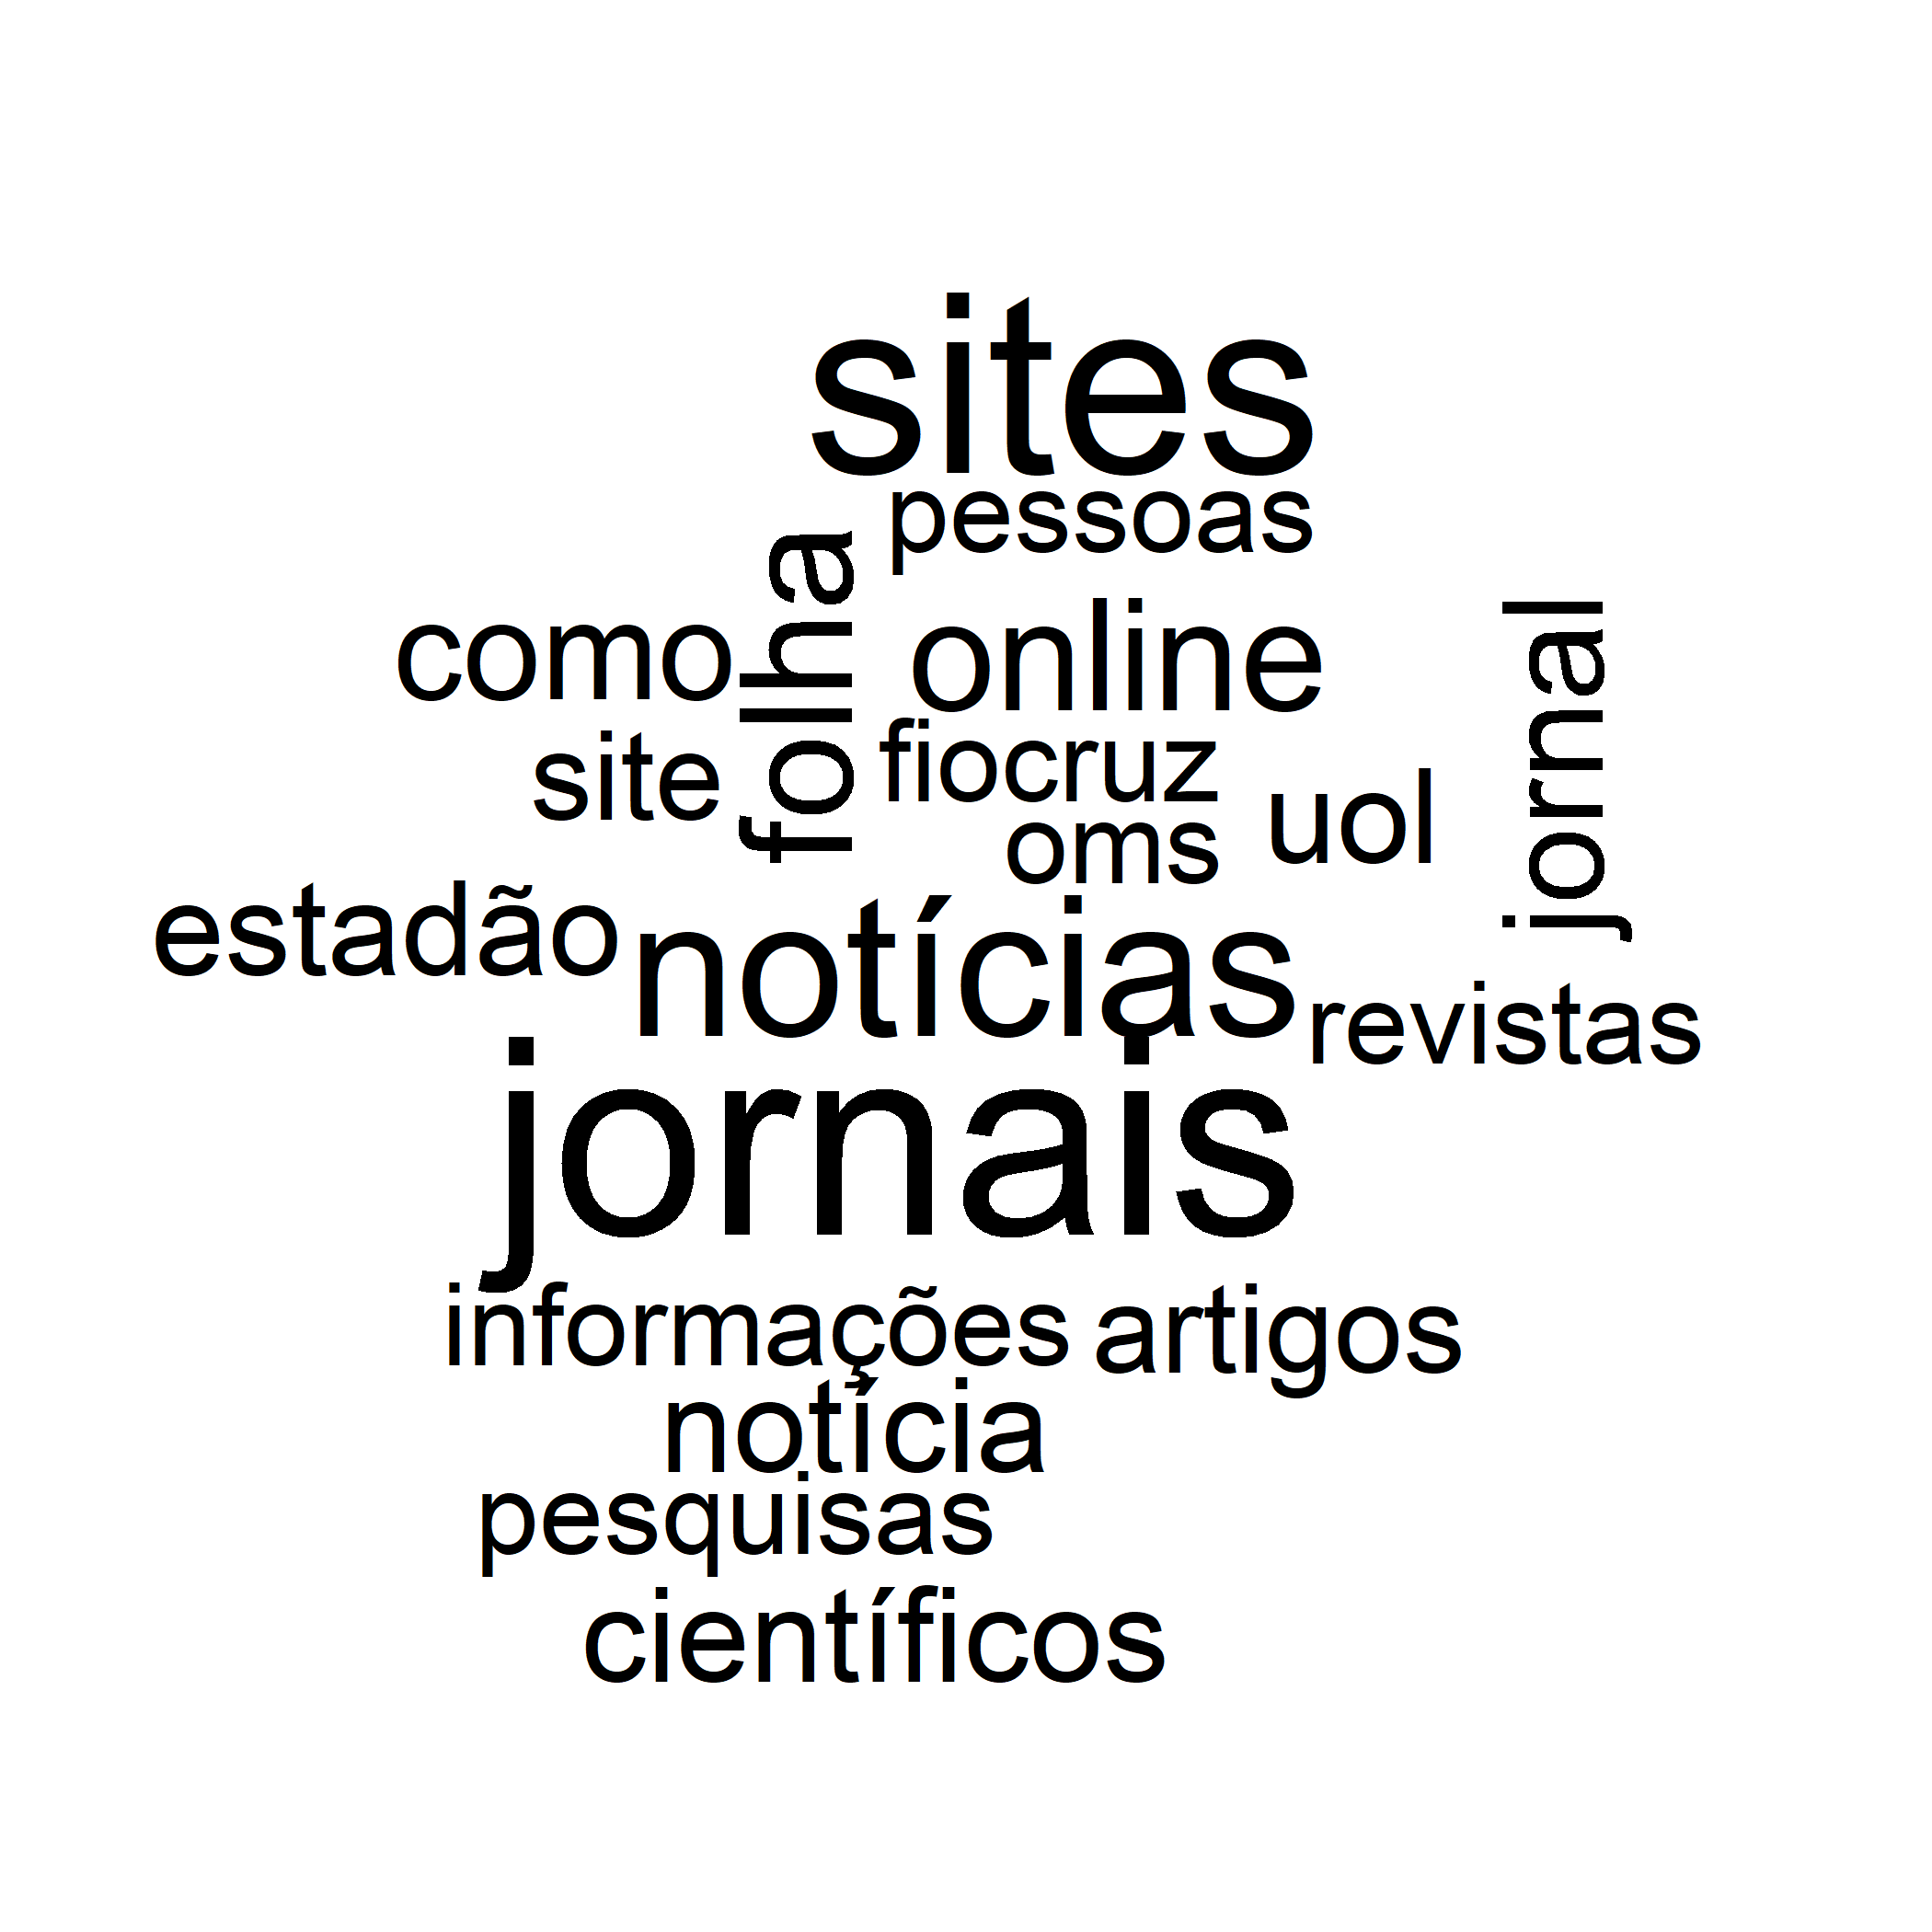 sites
pessoas
folha
como
online
jornal
site
fiocruz
uol
oms
estadão
notícias
revistas
jornais
informações
artigos
notícia
pesquisas
científicos